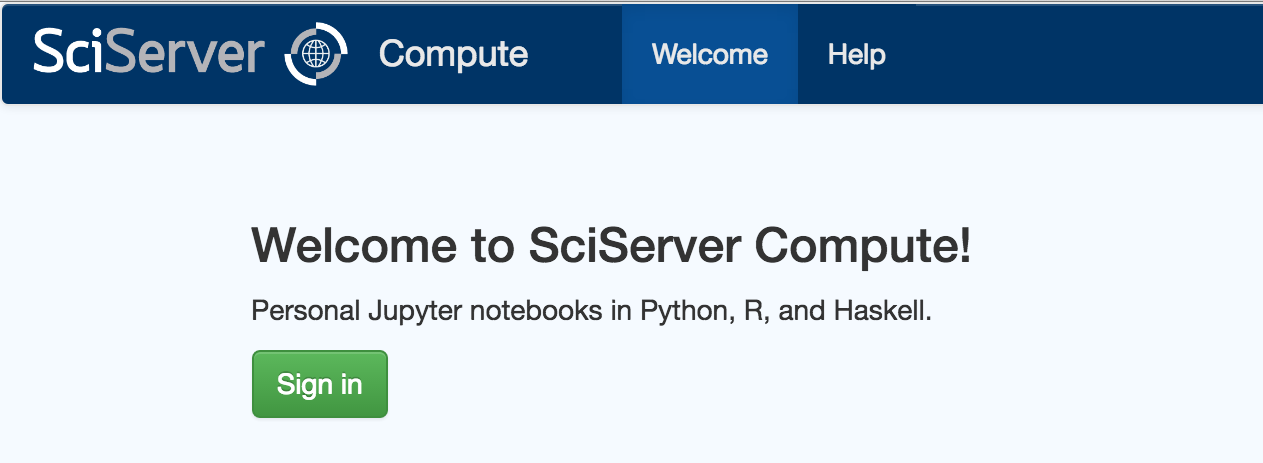 SciServer Compute Welcome Help
Welcome to SciServer Compute!
Personal Jupyter notebooks in Python, R, and Haskell.
Sign in